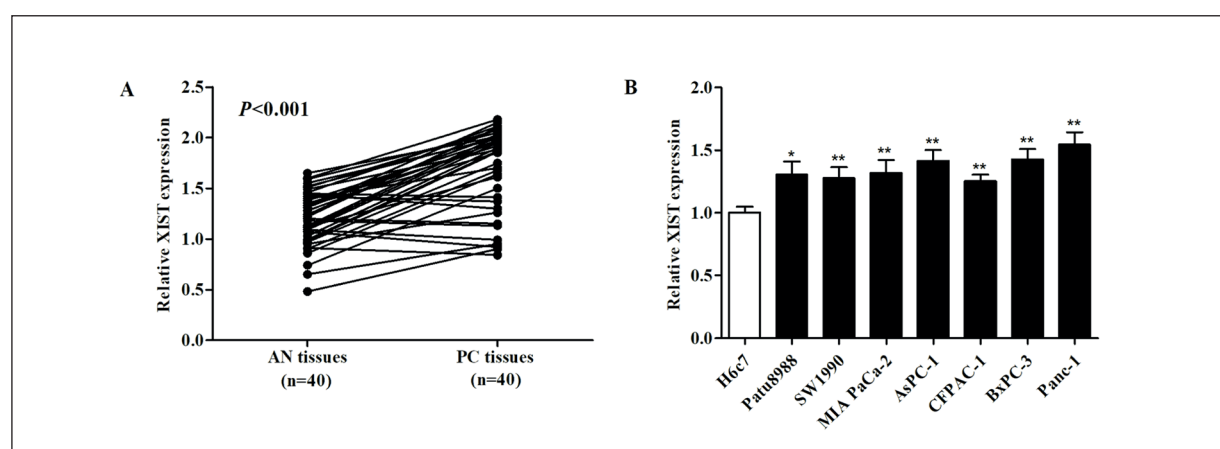 A
P<0.001
Relative XIST expression
2.5
2.0
1.5
1.0
0.5
0.0
AN tissues
(n=40)
PC tissues
(n=40)
B
Relative XIST expression
2.0
1.5
1.0
0.5
0.0
*
**
**
**
**
**
**
H6c7
Patu8988
SW1990
MIA PaCa-2
AsPC-1
CFPAC-1
BxPC-3
Panc-1